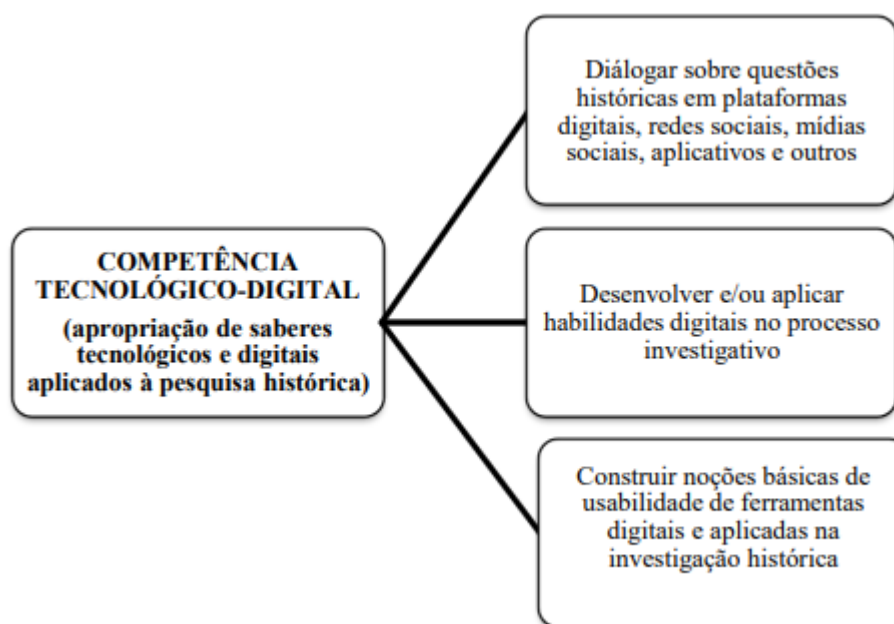 Diálogar sobre questões
históricas em plataformas
digitais, redes sociais, mídias
sociais, aplicativos e outros
COMPETÊNCIA
TECNOLÓGICO-DIGITAL
(apropriação de saberes
tecnológicos e digitais
aplicados à pesquisa histórica)
Desenvolver e/ou aplicar
habilidades digitais no processo
investigativo
Construir noções básicas de
usabilidade de ferramentas
digitais e aplicadas na
investigação histórica